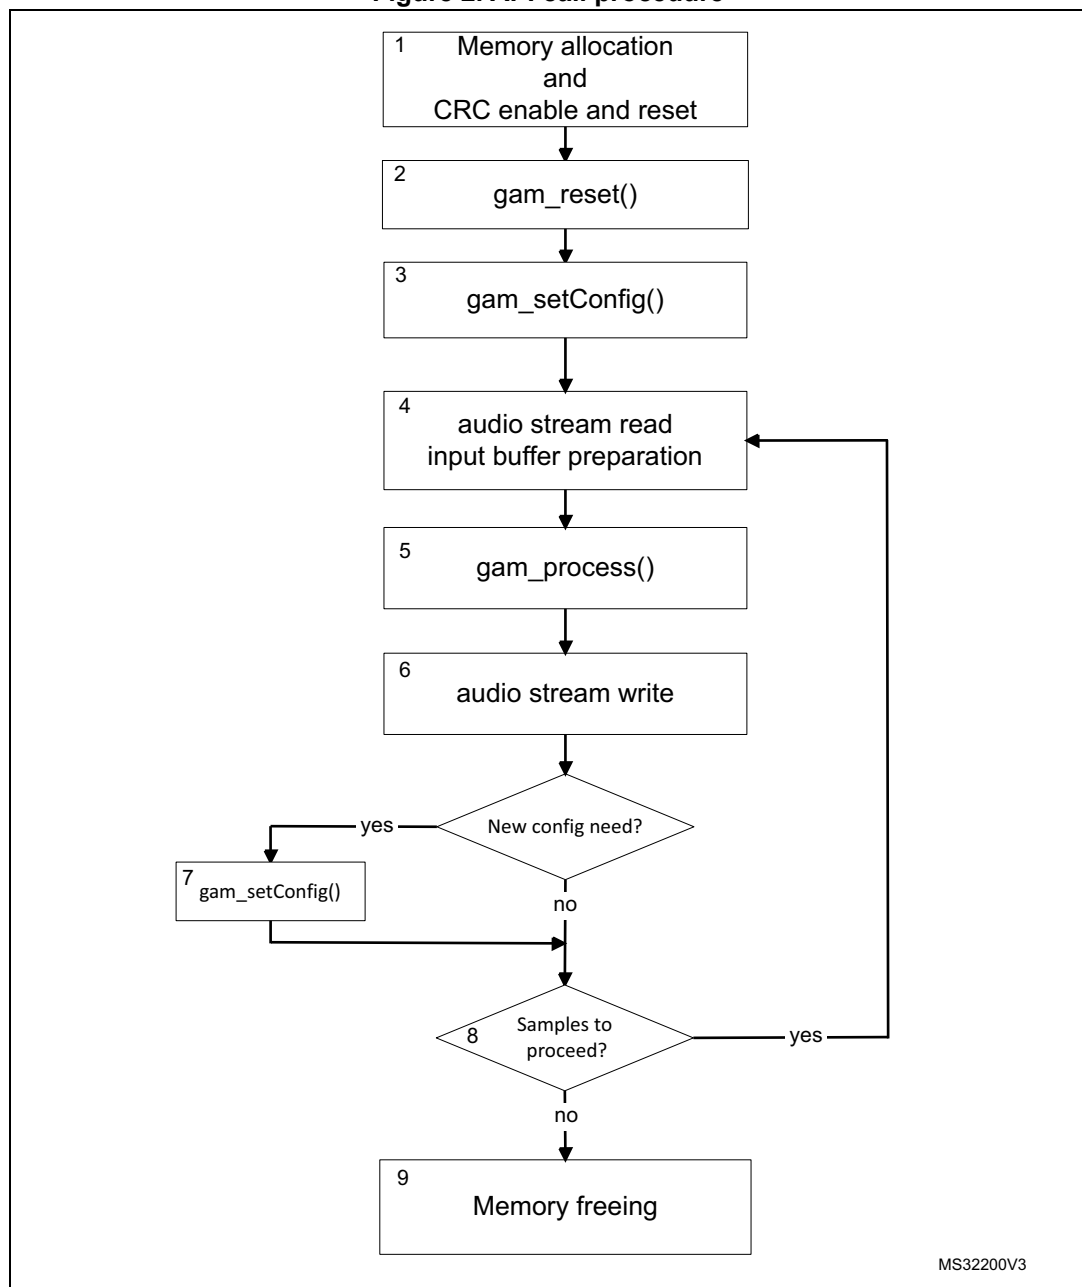 1
Memory allocation
and
CRC enable and reset
2
gam_reset()
3
gam_setConfig()
4
audio stream read
input buffer preparation
5
gam_process()
6
audio stream write
New config need?
yes
7
gam_setConfig()
no
8
Samples to
proceed?
yes
no
9
Memory freeing
MS32200V3